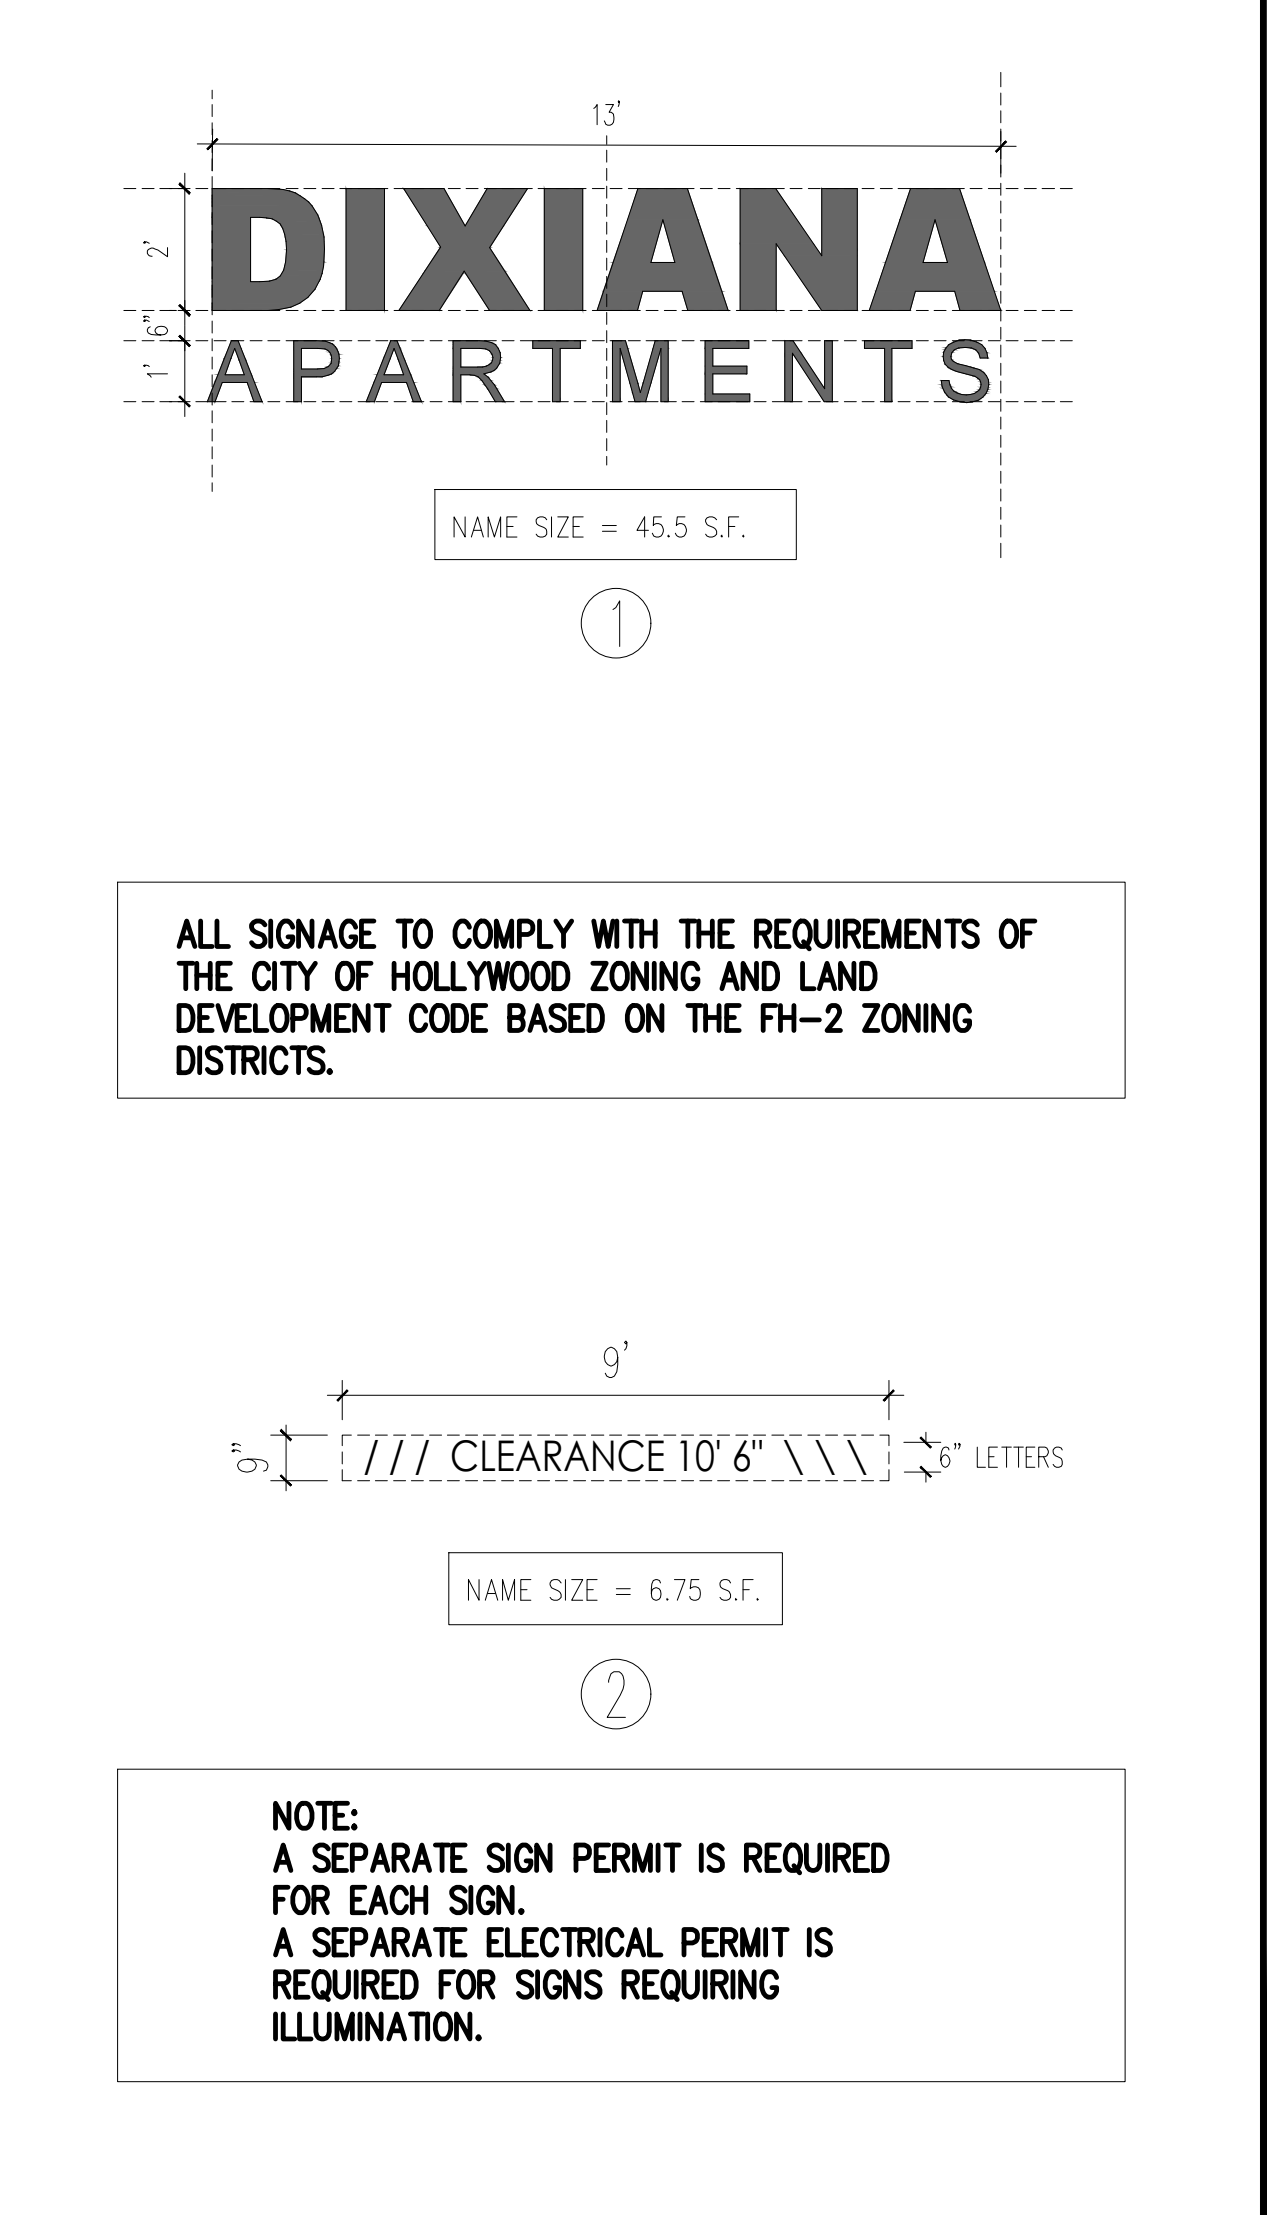 13'
DIXIANA
2'
6"
APARTMENTS
1'
NAME SIZE = 45.5 S.F.
1
ALL SIGNAGE TO COMPLY WITH THE REQUIREMENTS OF
THE CITY OF HOLLYWOOD ZONING AND LAND
DEVELOPMENT CODE BASED ON THE FH-2 ZONING
DISTRICTS.
9'
9"
/ / / CLEARANCE 10' 6" \ \ \
6" LETTERS
NAME SIZE = 6.75 S.F.
2
NOTE:
A SEPARATE SIGN PERMIT IS REQUIRED
FOR EACH SIGN.
A SEPARATE ELECTRICAL PERMIT IS
REQUIRED FOR SIGNS REQUIRING
ILLUMINATION.